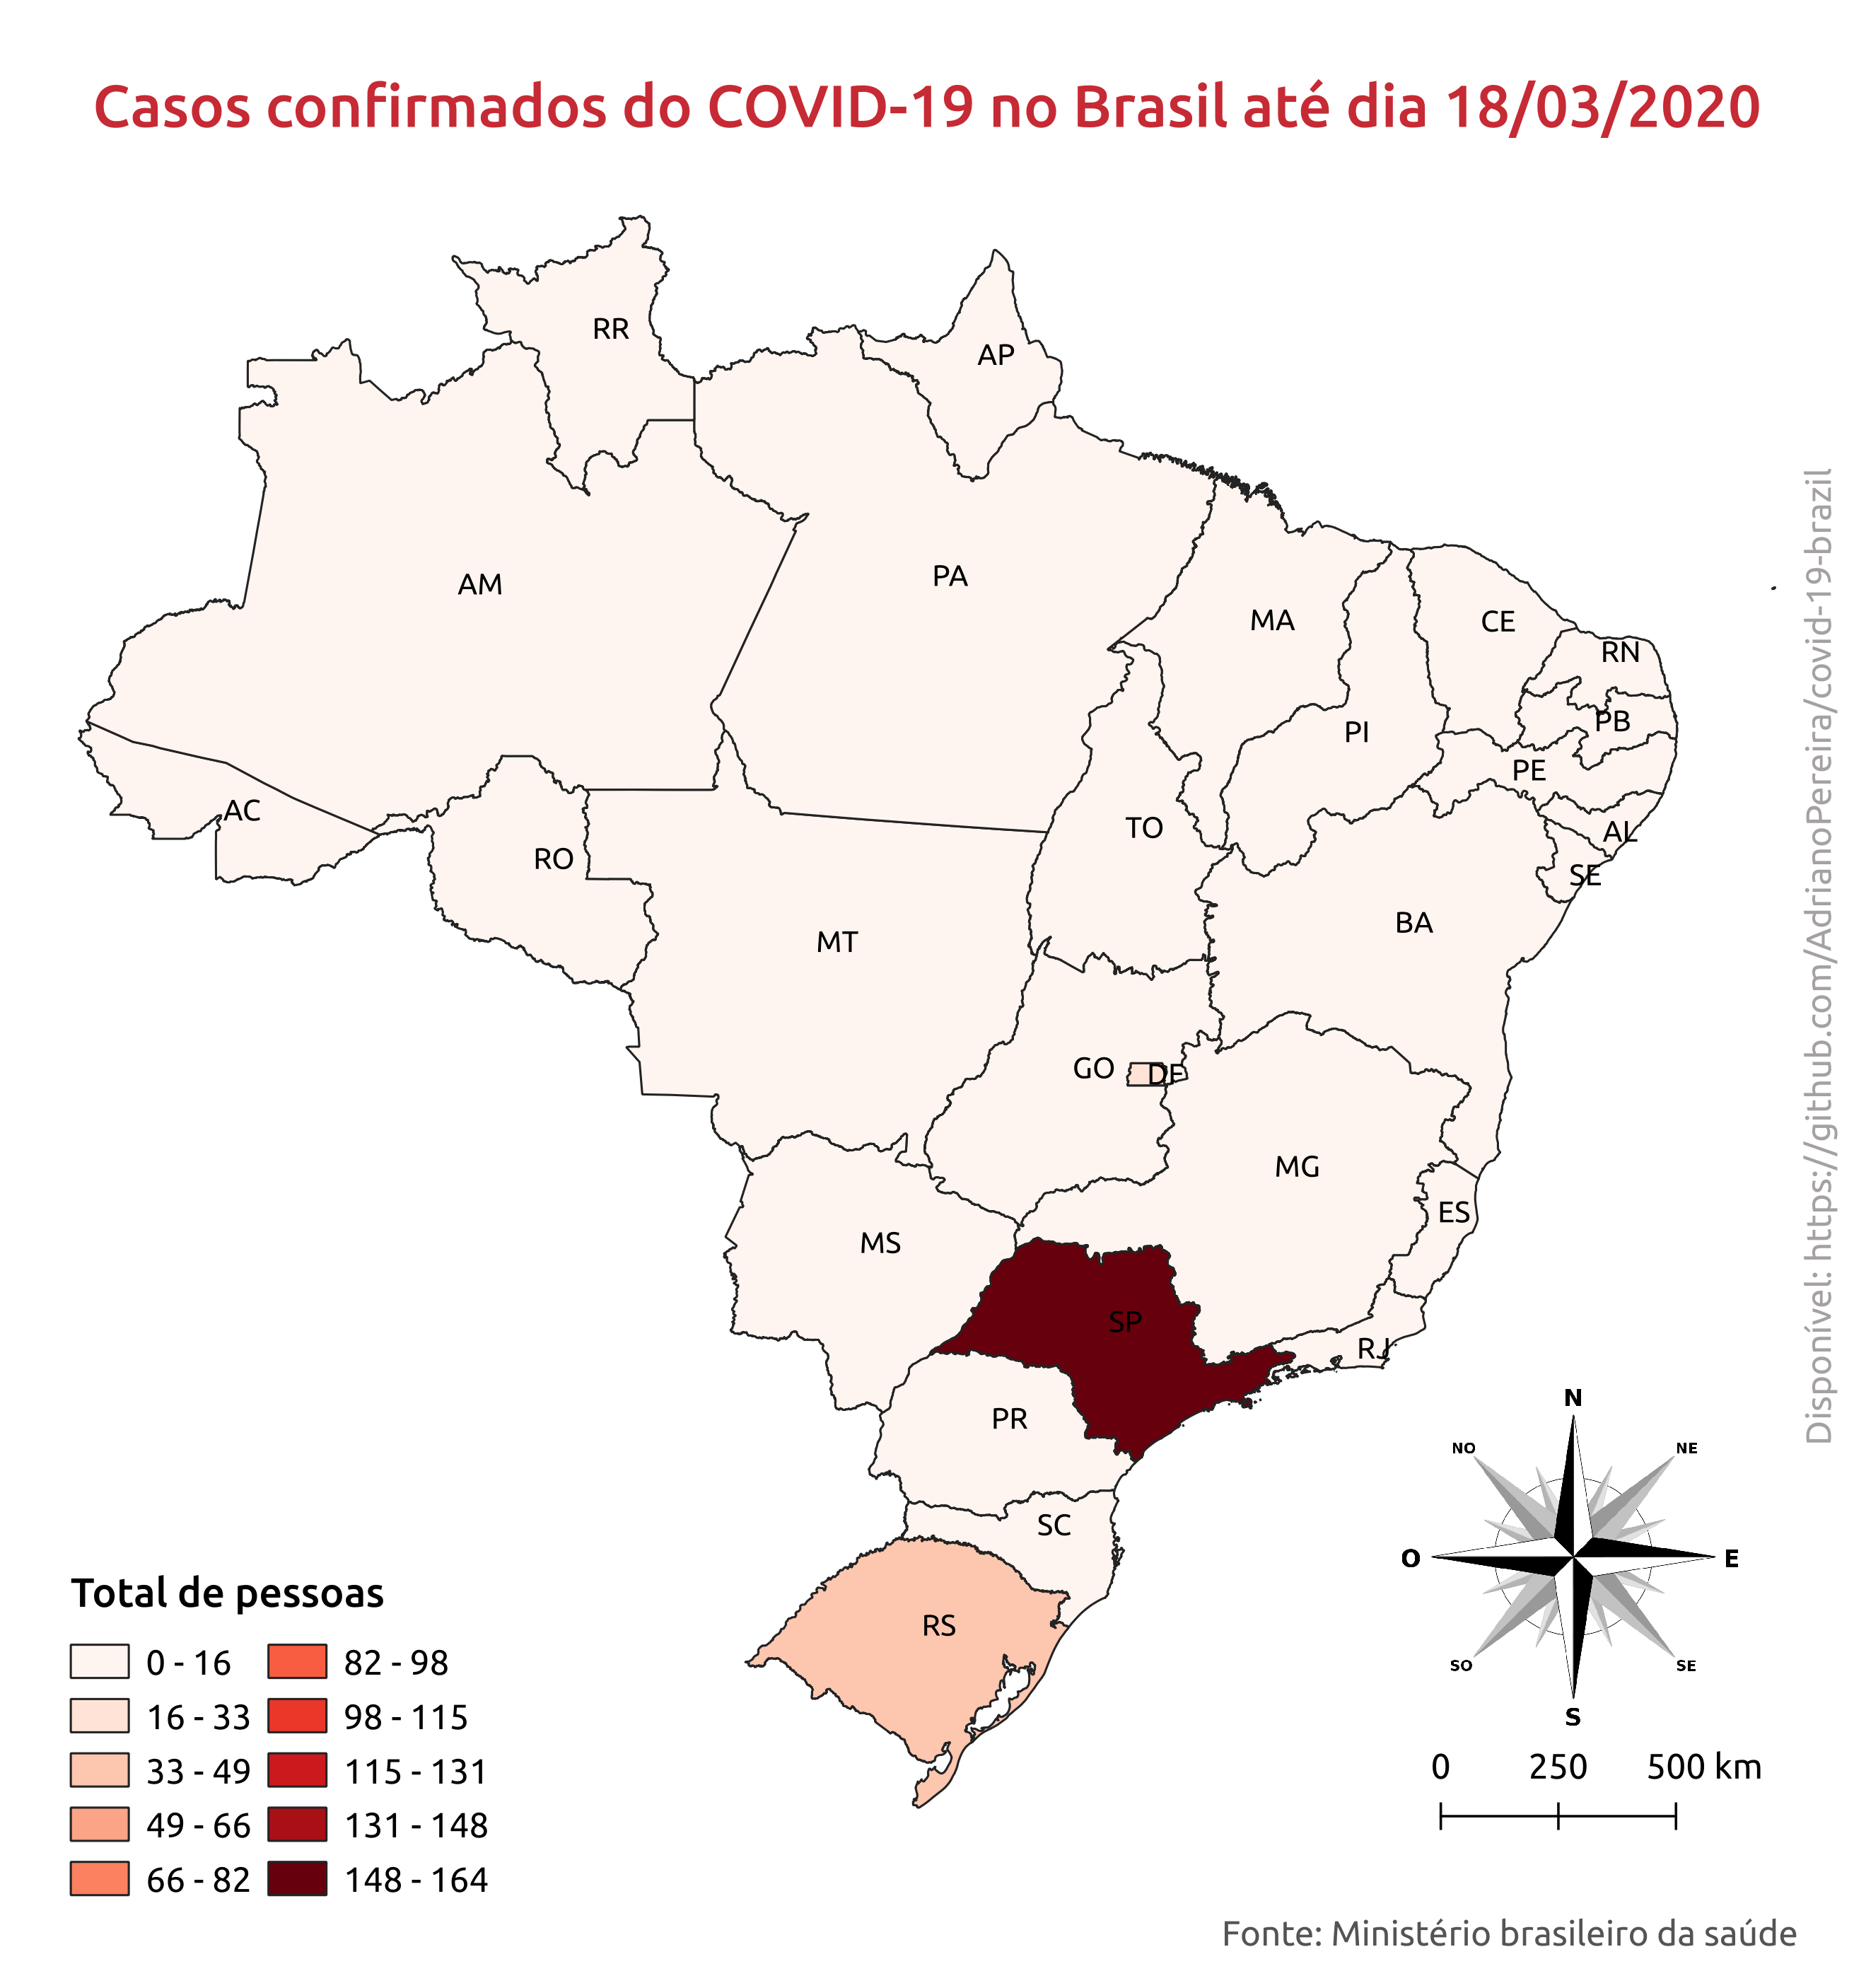 Casos confirmados do COVID-19 no Brasil até dia 18/03/2020
RR
AP
AM
PA
MA
CE
RN
PB
PI
PE
AC
TO
AL
RO
SE
BA
MT
GO
DF
MG
ES
MS
SP
RJ
PR
SC
RS
Disponível: https://github.com/AdrianoPereira/covid-19-brazil
N
NO
NE
O
E
SO
SE
S
Total de pessoas
0 - 16
82 - 98
16 - 33
98 - 115
33 - 49
115 - 131
49 - 66
131 - 148
66 - 82
148 - 164
0 250 500 km
Fonte: Ministério brasileiro da saúde